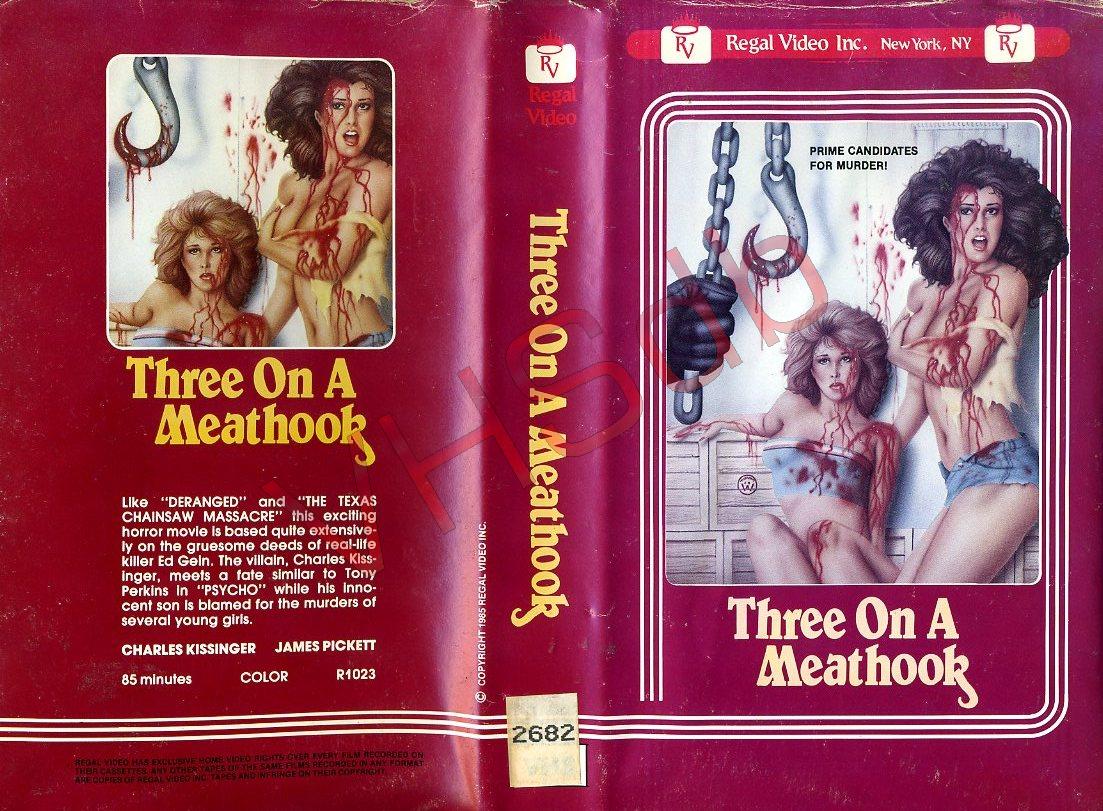 Three On A
Meathook
Like "DERANGED" and "THE TEXAS
CHAINSAW MASSACRE" this exciting
horror movie is based quite extensive-
ly on the gruesome deeds of real-life
killer Ed Gein. The villain, Charles Kiss-
inger, meets a fate similar to Tony
Perkins in "PSYCHO" while his inno-
cent son is blamed for the murders of
several young girls.
CHARLES KISSINGER JAMES PICKETT
85 minutes COLOR R1023
REGAL VIDEO HAS EXCLUSIVE HOME VIDEO RIGHTS OVER EVERY FILM RECORDED ON
THEIR CASSETTES. ANY OTHER TAPES OF THE SAME FILMS RECORDED IN ANY FORMAT
ARE COPIES OF REGAL VIDEO INC. TAPES AND INFRINGE ON THEIR COPYRIGHT.
© COPYRIGHT 1985 REGAL VIDEO INC.
RV
Regal
Video
Three On A Meathook
2682
RV Regal Video Inc. New York, NY RV
PRIME CANDIDATES
FOR MURDER!
W
Three On A
Meathook